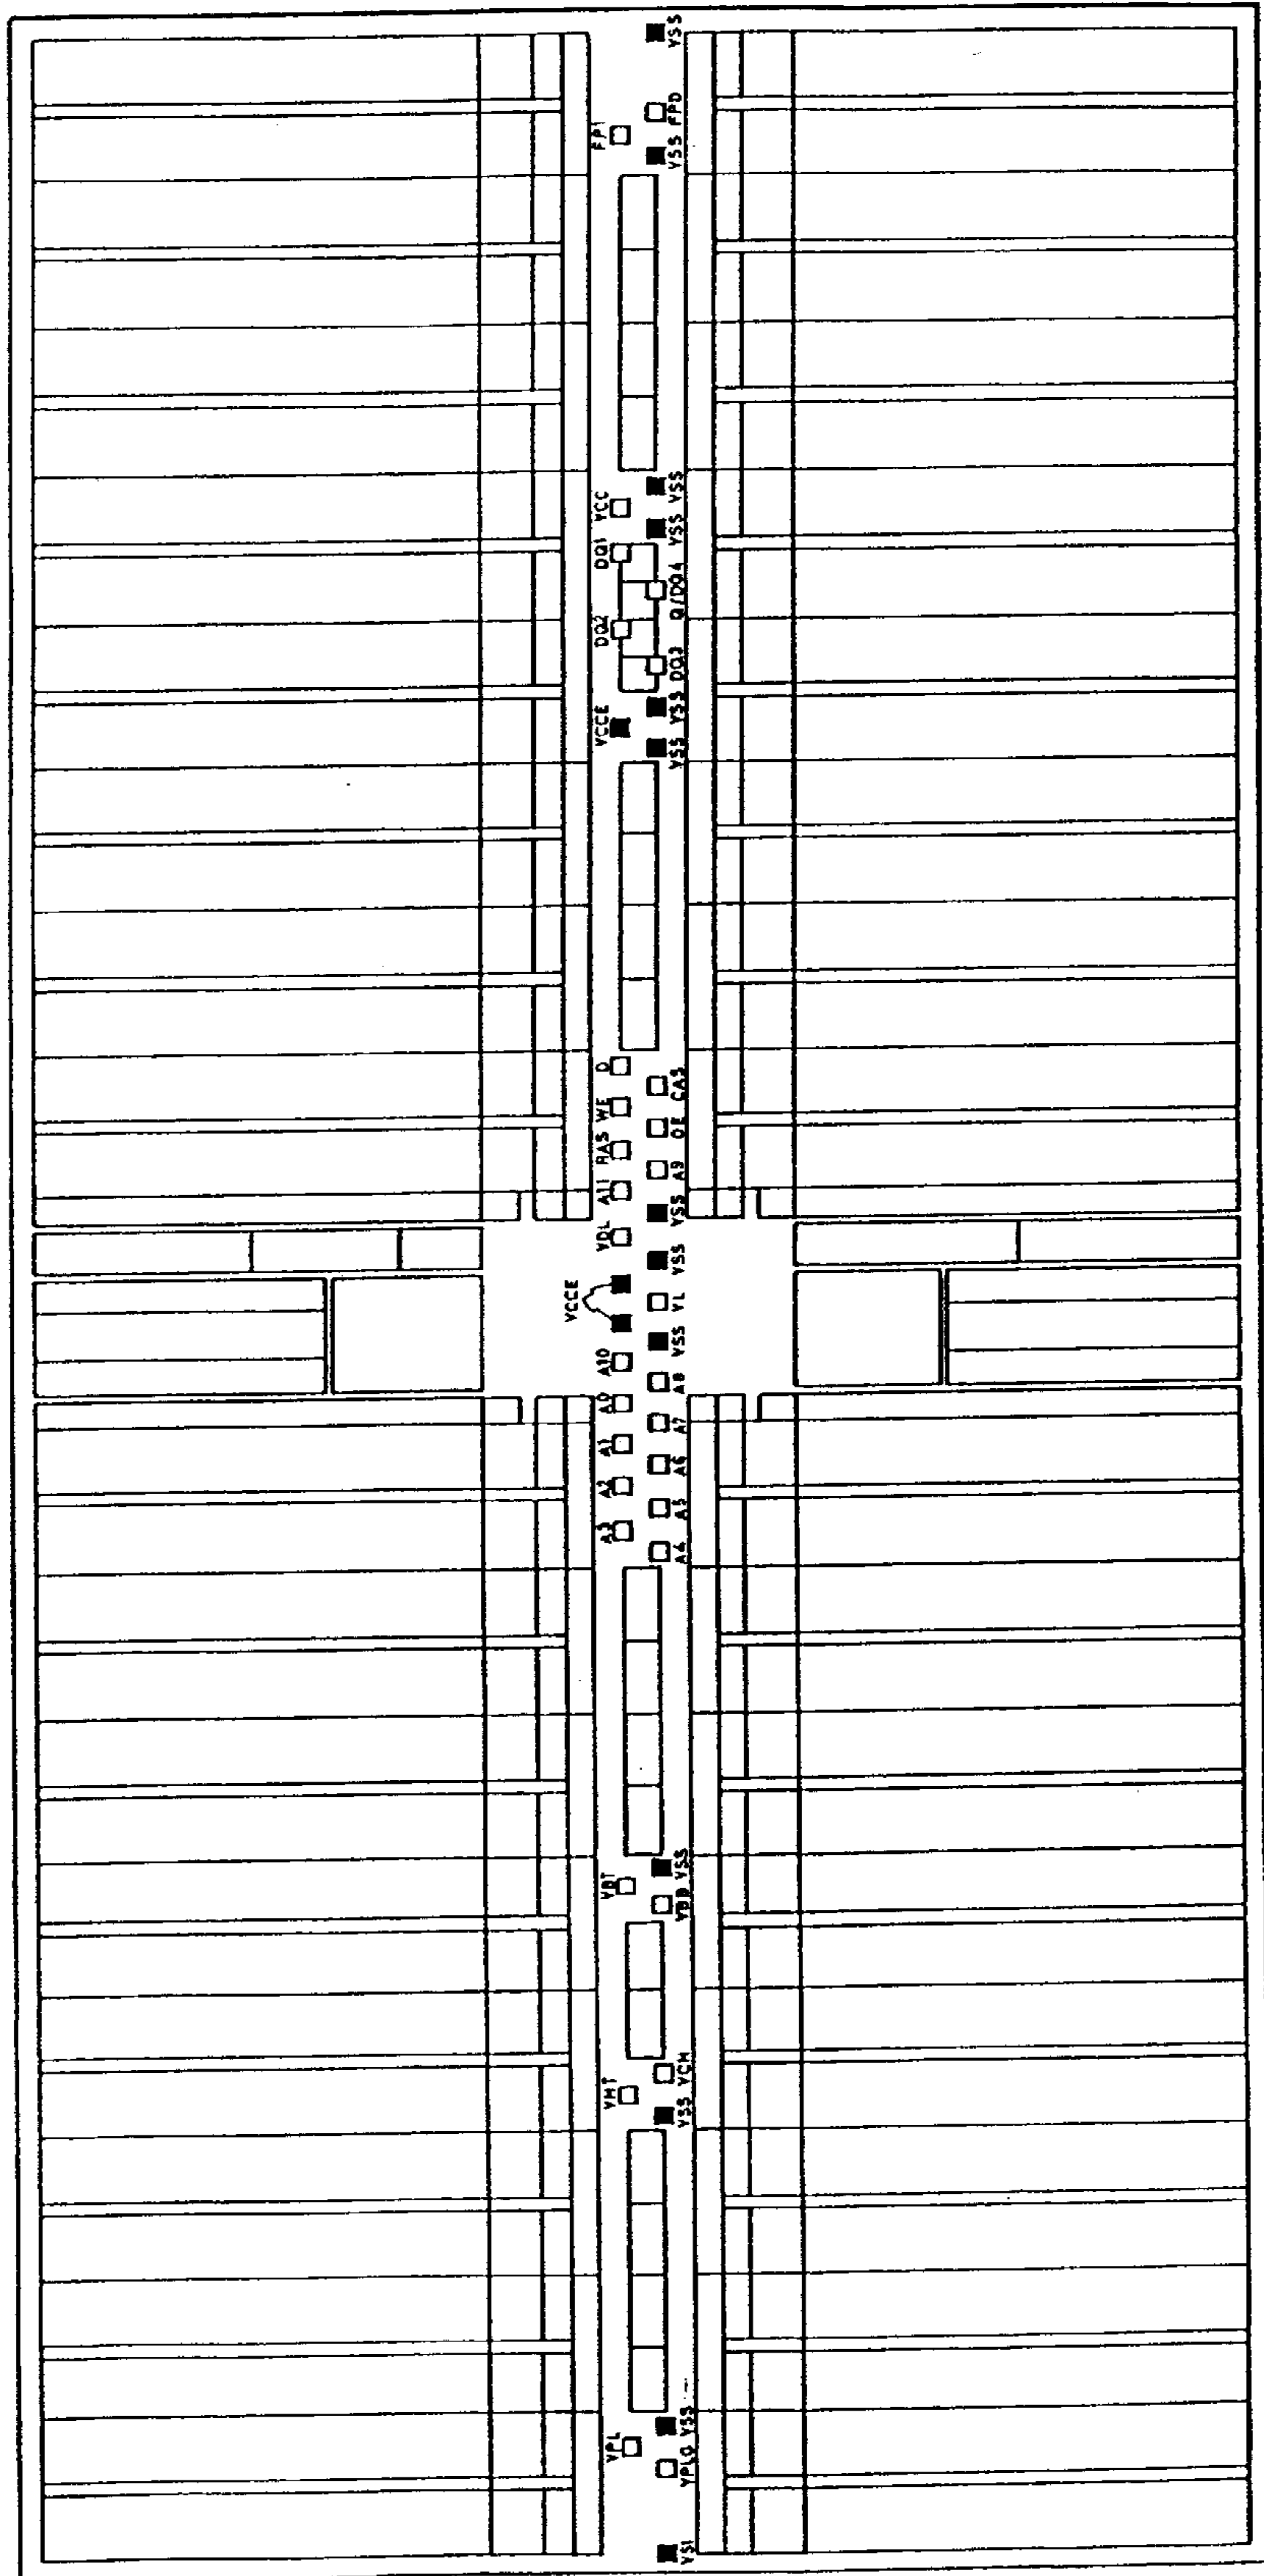 VSS
FPD
FP1
VSS
VSS
VCC
VSS
DQ1
Q/DQ4
DQ2
DQ3
VSS
VCCE
VSS
D
CAS
WE
OE
RAS
A9
A11
VSS
VDL
VSS
VCCE
VL
VSS
A10
A8
A0
A7
A1
A6
A2
A5
A3
A4
VSS
VBT
VBB
VCH
VHT
VSS
VSS
VPL
VPLG